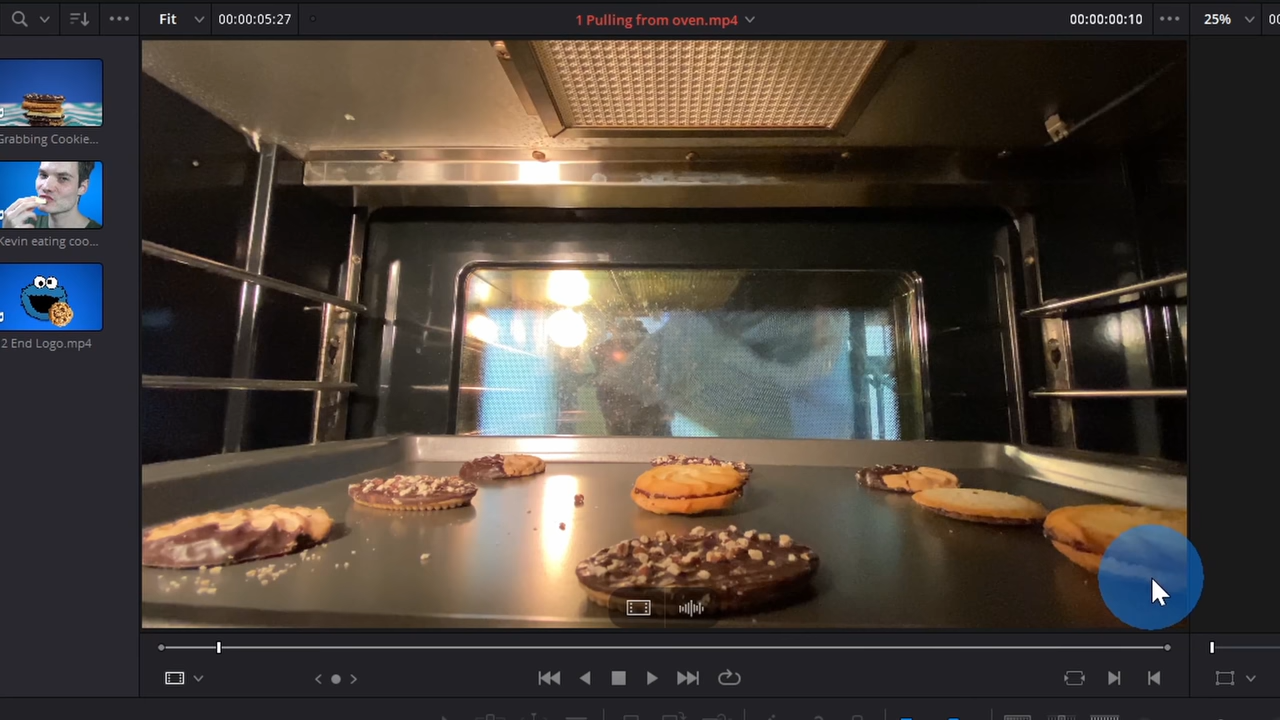 Fit
00:00:05:27
1 Pulling from oven.mp4
00:00:00:10
25%
Grabbing Cookie...
Kevin eating coo...
2 End Logo.mp4